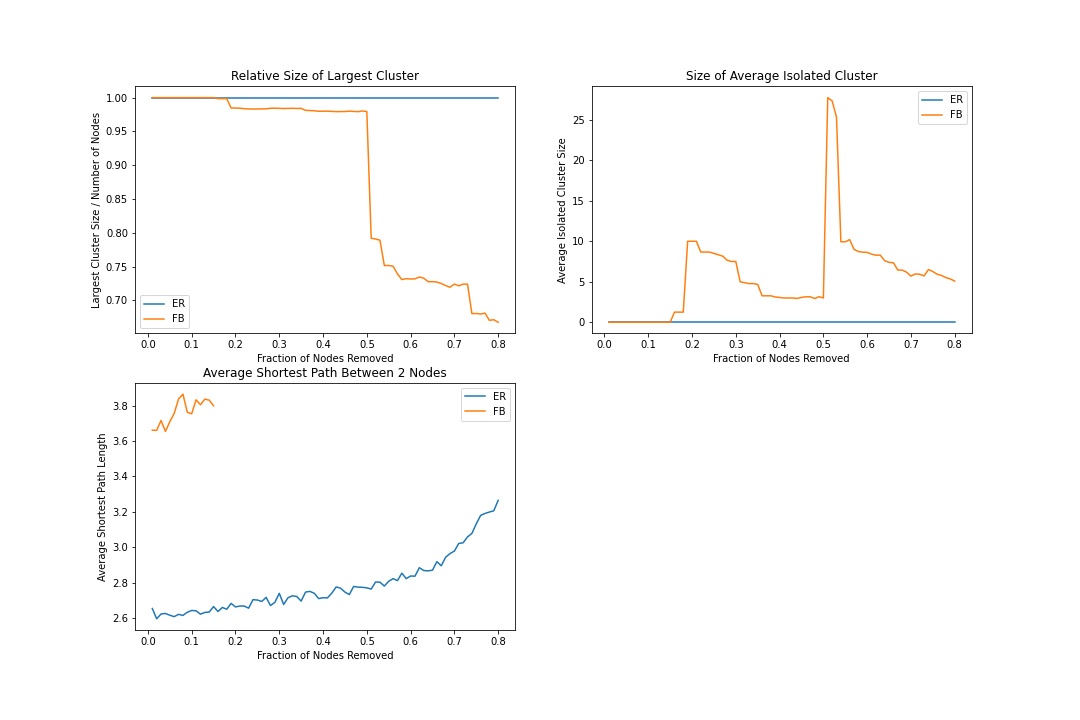 Relative Size of Largest Cluster
Largest Cluster Size / Number of Nodes
1.00
0.95
0.90
0.85
0.80
0.75
0.70
ER
FB
0.0 0.1 0.2 0.3 0.4 0.5 0.6 0.7 0.8
Fraction of Nodes Removed
Size of Average Isolated Cluster
Average Isolated Cluster Size
25
20
15
10
5
0
ER
FB
0.0 0.1 0.2 0.3 0.4 0.5 0.6 0.7 0.8
Fraction of Nodes Removed
Average Shortest Path Between 2 Nodes
Average Shortest Path Length
3.8
3.6
3.4
3.2
3.0
2.8
2.6
ER
FB
0.0 0.1 0.2 0.3 0.4 0.5 0.6 0.7 0.8
Fraction of Nodes Removed